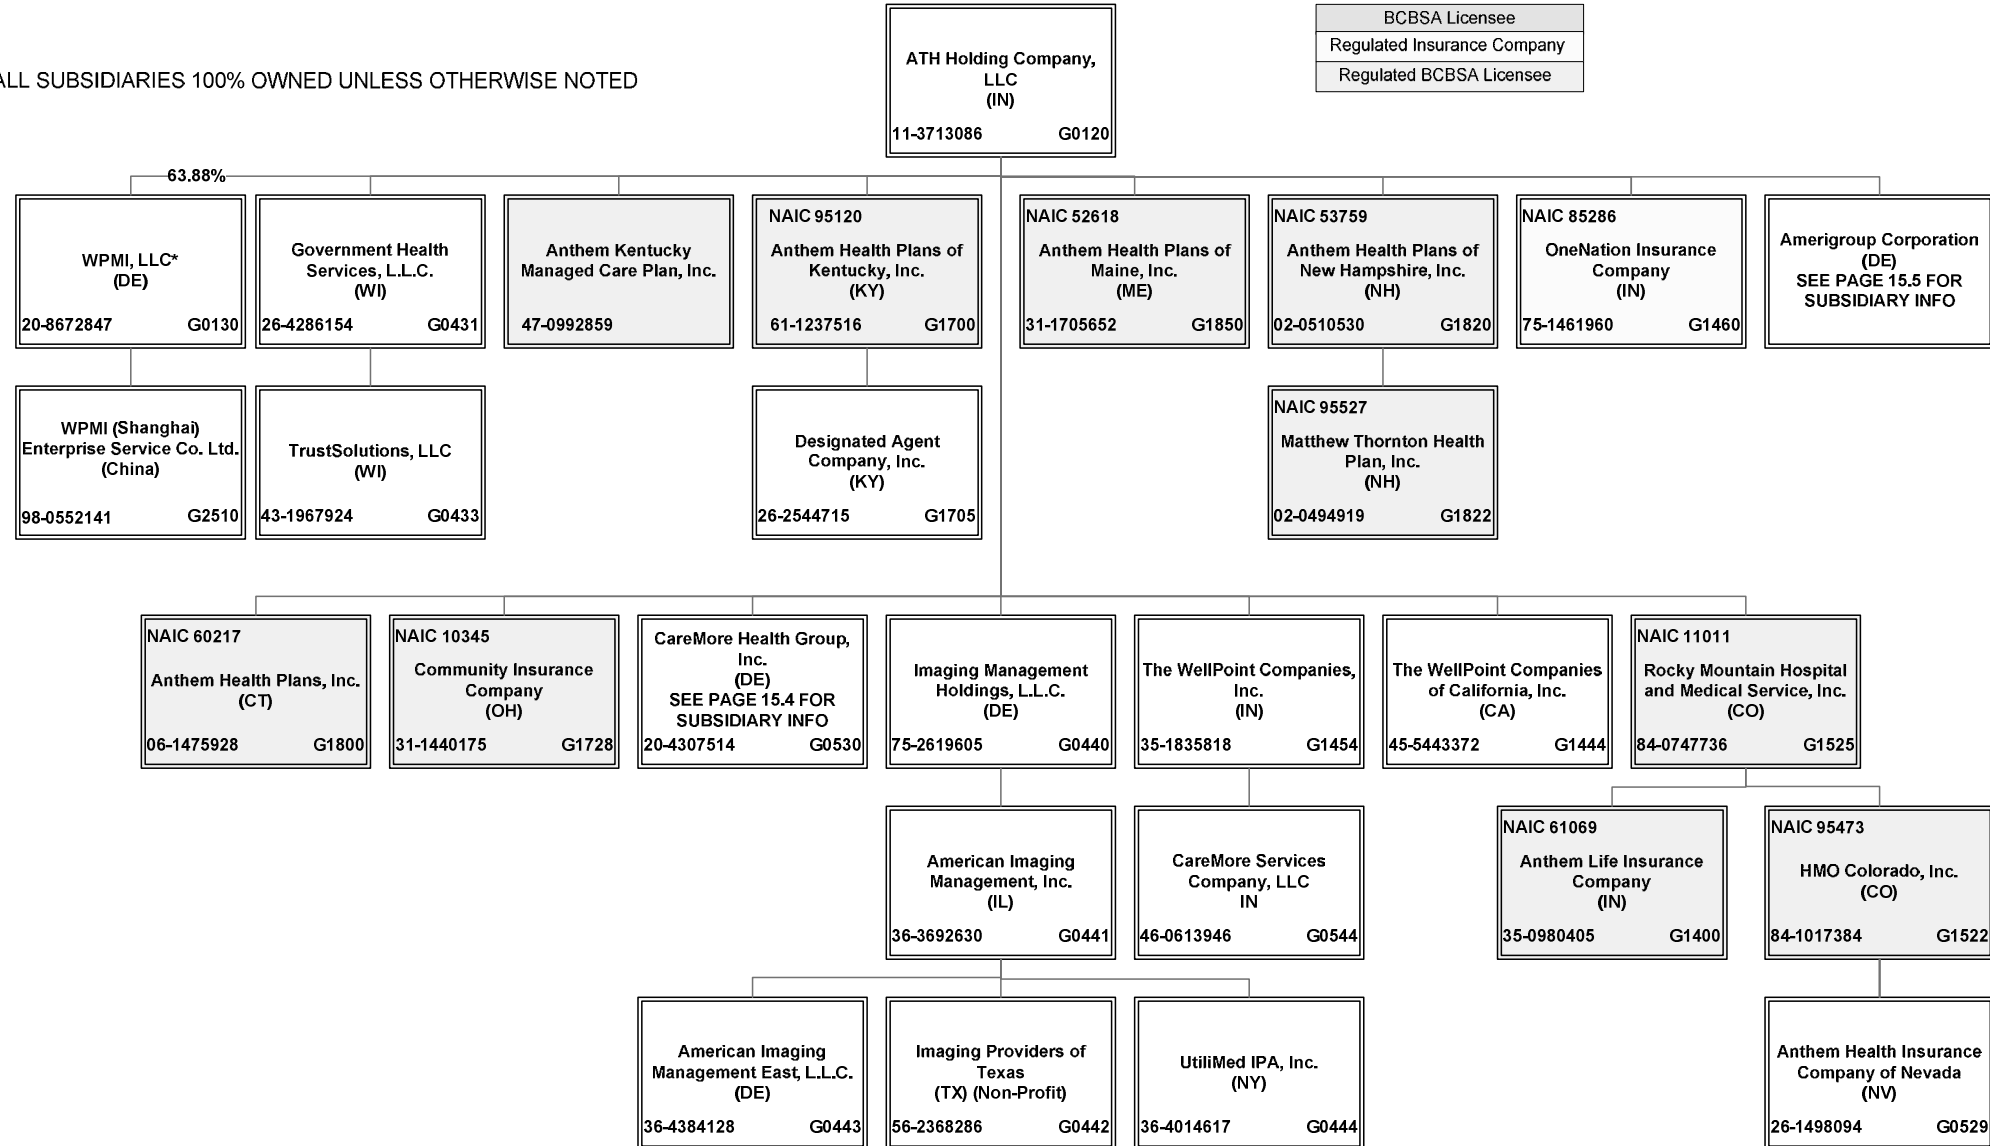 ALL SUBSIDIARIES 100% OWNED UNLESS OTHERWISE NOTED
ATH Holding Company,
LLC
(IN)
11-3713086 G0120
BCBSA Licensee
Regulated Insurance Company
Regulated BCBSA Licensee
63.88%
WPMI, LLC*
(DE)
20-8672847 G0130
Government Health
Services, L.L.C.
(WI)
26-4286154 G0431
Anthem Kentucky
Managed Care Plan, Inc.
47-0992859
NAIC 95120
Anthem Health Plans of
Kentucky, Inc.
(KY)
61-1237516 G1700
NAIC 52618
Anthem Health Plans of
Maine, Inc.
(ME)
31-1705652 G1850
NAIC 53759
Anthem Health Plans of
New Hampshire, Inc.
(NH)
02-0510530 G1820
NAIC 85286
OneNation Insurance
Company
(IN)
75-1461960 G1460
Amerigroup Corporation
(DE)
SEE PAGE 15.5 FOR
SUBSIDIARY INFO
WPMI (Shanghai)
Enterprise Service Co. Ltd.
(China)
98-0552141 G2510
TrustSolutions, LLC
(WI)
43-1967924 G0433
Designated Agent
Company, Inc.
(KY)
26-2544715 G1705
NAIC 95527
Matthew Thornton Health
Plan, Inc.
(NH)
02-0494919 G1822
NAIC 60217
Anthem Health Plans, Inc.
(CT)
06-1475928 G1800
NAIC 10345
Community Insurance
Company
(OH)
31-1440175 G1728
CareMore Health Group,
Inc.
(DE)
SEE PAGE 15.4 FOR
SUBSIDIARY INFO
20-4307514 G0530
Imaging Management
Holdings, L.L.C.
(DE)
75-2619605 G0440
The WellPoint Companies,
Inc.
(IN)
35-1835818 G1454
The WellPoint Companies
of California, Inc.
(CA)
45-5443372 G1444
NAIC 11011
Rocky Mountain Hospital
and Medical Service, Inc.
(CO)
84-0747736 G1525
American Imaging
Management, Inc.
(IL)
36-3692630 G0441
CareMore Services
Company, LLC
IN
46-0613946 G0544
NAIC 61069
Anthem Life Insurance
Company
(IN)
35-0980405 G1400
NAIC 95473
HMO Colorado, Inc.
(CO)
84-1017384 G1522
American Imaging
Management East, L.L.C.
(DE)
36-4384128 G0443
Imaging Providers of
Texas
(TX) (Non-Profit)
56-2368286 G0442
UtiliMed IPA, Inc.
(NY)
36-4014617 G0444
Anthem Health Insurance
Company of Nevada
(NV)
26-1498094 G0529